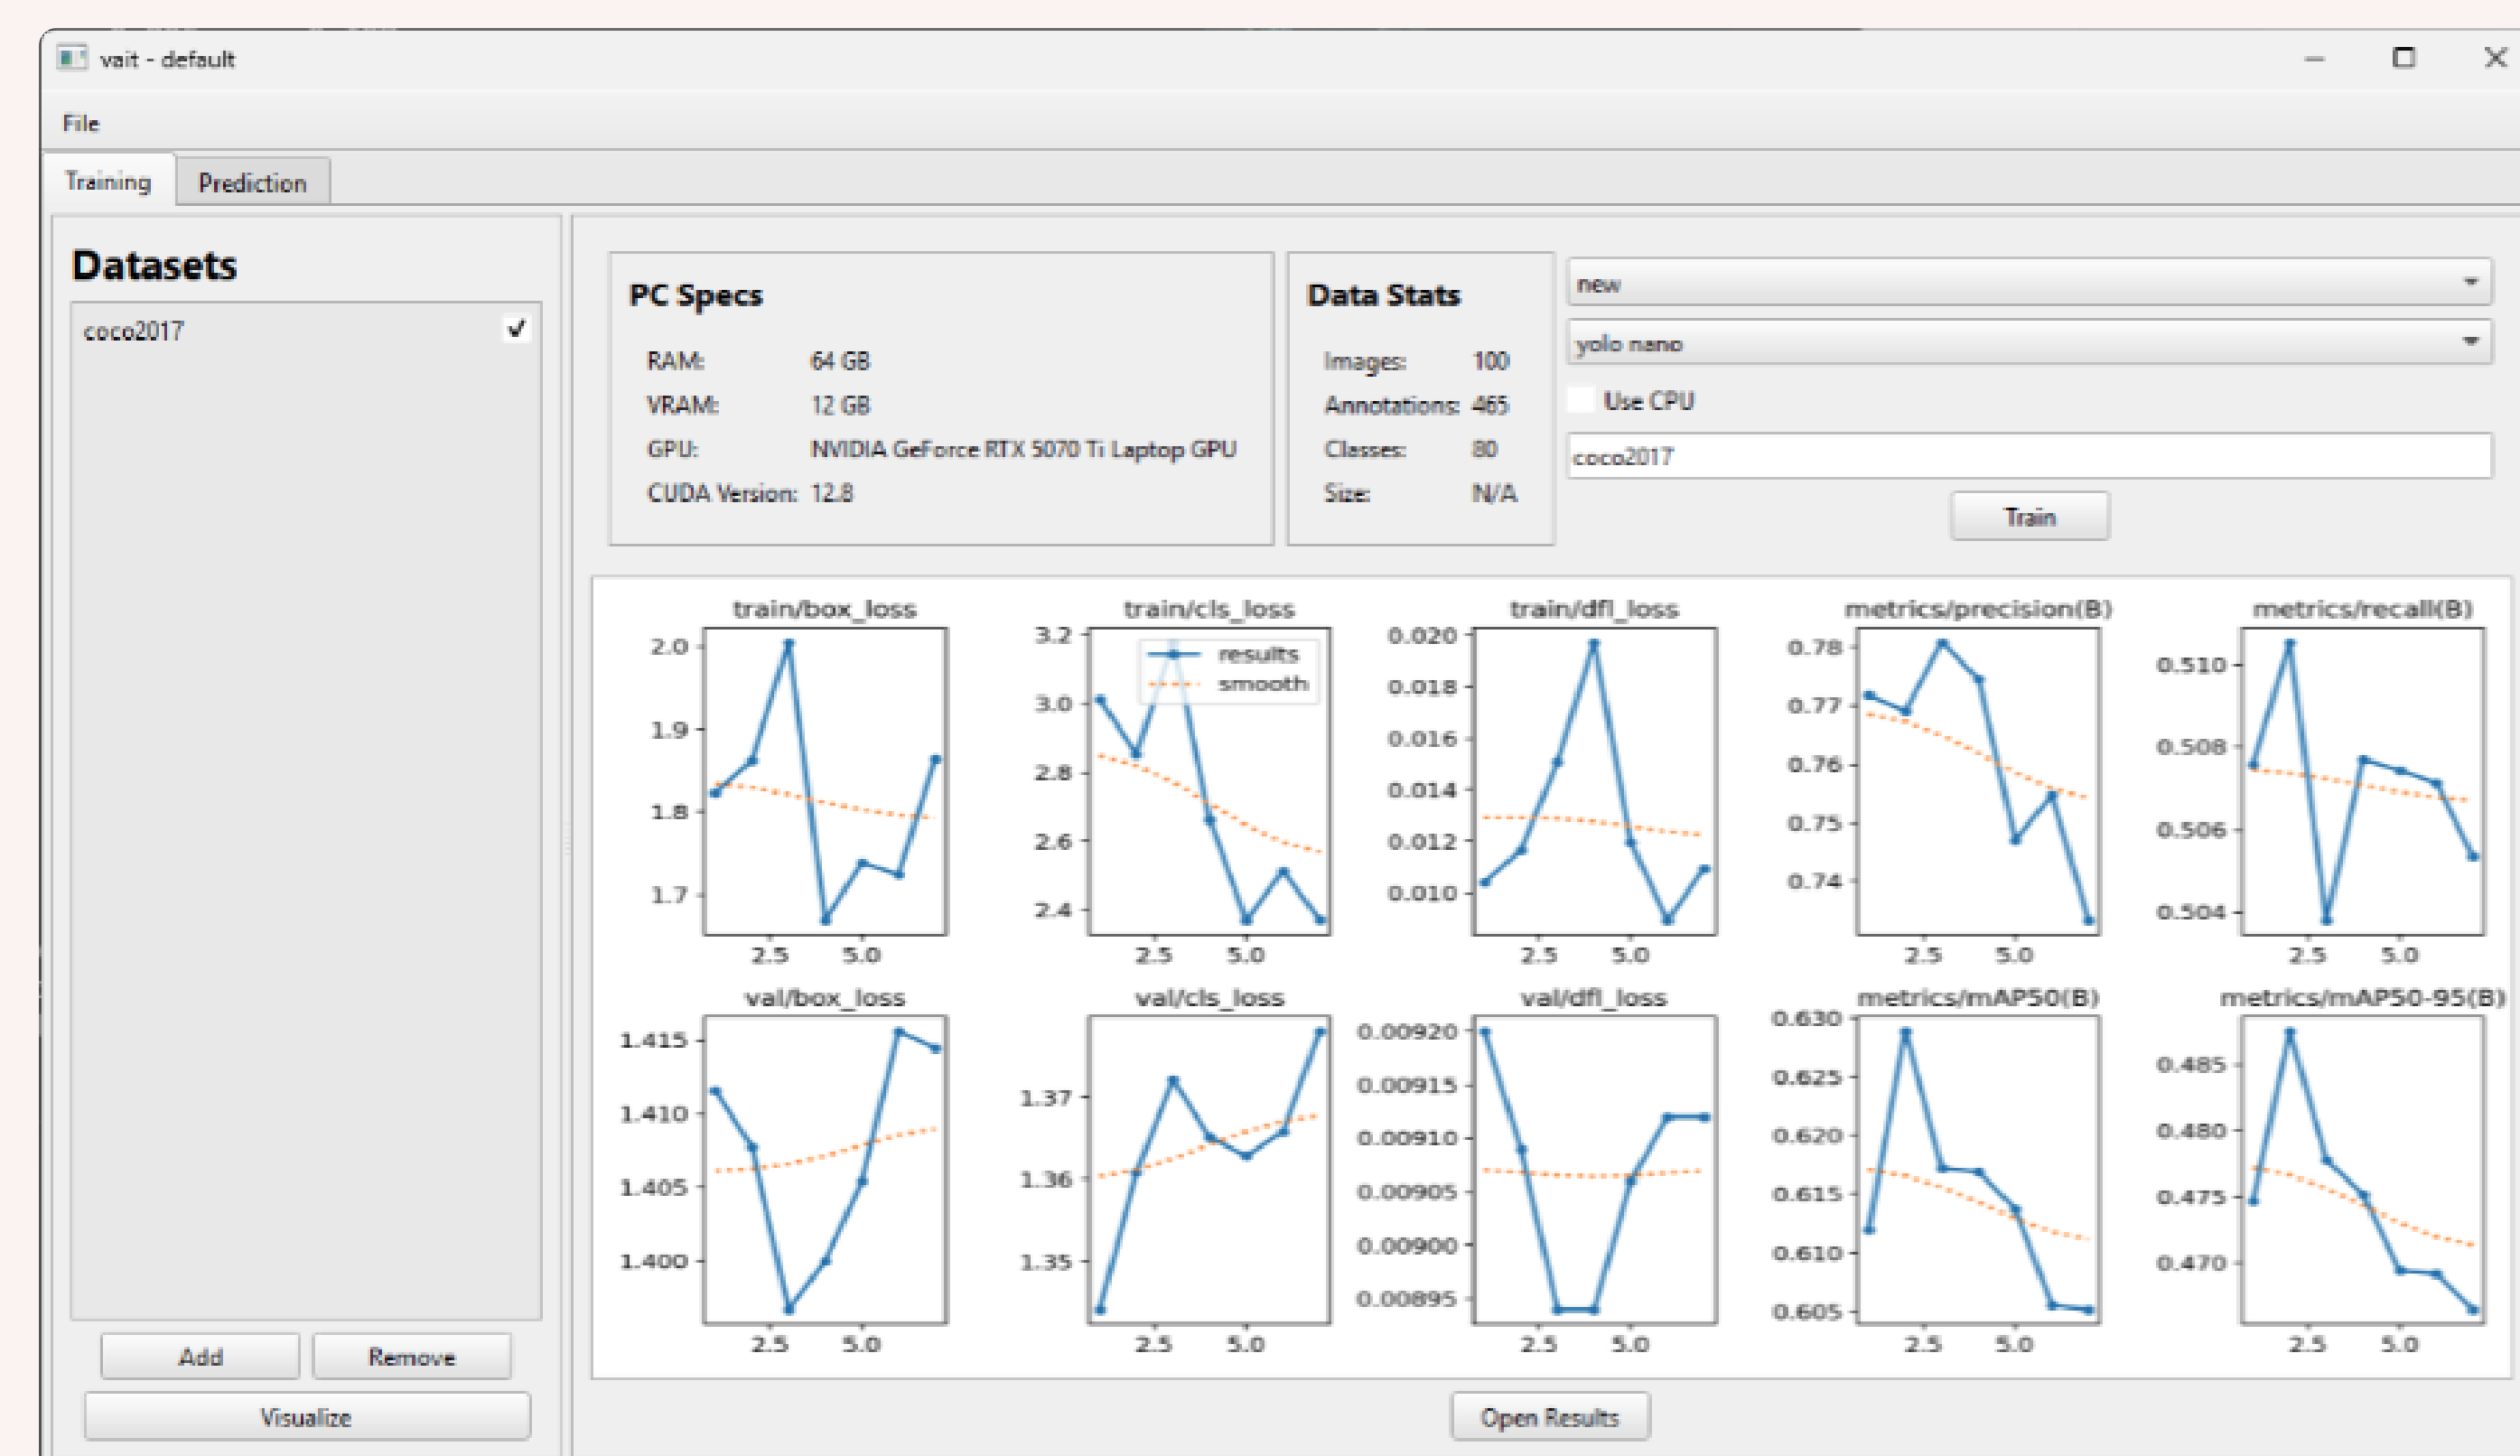 vait - default
File
Training Prediction
Datasets
coco2017
Add Remove
Visualize
PC Specs
RAM: 64 GB
VRAM: 12 GB
GPU: NVIDIA GeForce RTX 5070 Ti Laptop GPU
CUDA Version: 12.8
Data Stats
Images: 100
Annotations: 465
Classes: 80
Size: N/A
new
yolo nano
Use CPU
coco2017
Train
train/box_loss
2.0
1.9
1.8
1.7
2.5 5.0
train/cls_loss
results
smooth
3.2
3.0
2.8
2.6
2.4
2.5 5.0
train/dfl_loss
0.020
0.018
0.016
0.014
0.012
0.010
2.5 5.0
metrics/precision(B)
0.78
0.77
0.76
0.75
0.74
2.5 5.0
metrics/recall(B)
0.510
0.508
0.506
0.504
2.5 5.0
val/box_loss
1.415
1.410
1.405
1.400
2.5 5.0
val/cls_loss
1.37
1.36
1.35
2.5 5.0
val/dfl_loss
0.00920
0.00915
0.00910
0.00905
0.00900
0.00895
2.5 5.0
metrics/mAP50(B)
0.630
0.625
0.620
0.615
0.610
0.605
2.5 5.0
metrics/mAP50-95(B)
0.485
0.480
0.475
0.470
2.5 5.0
Open Results